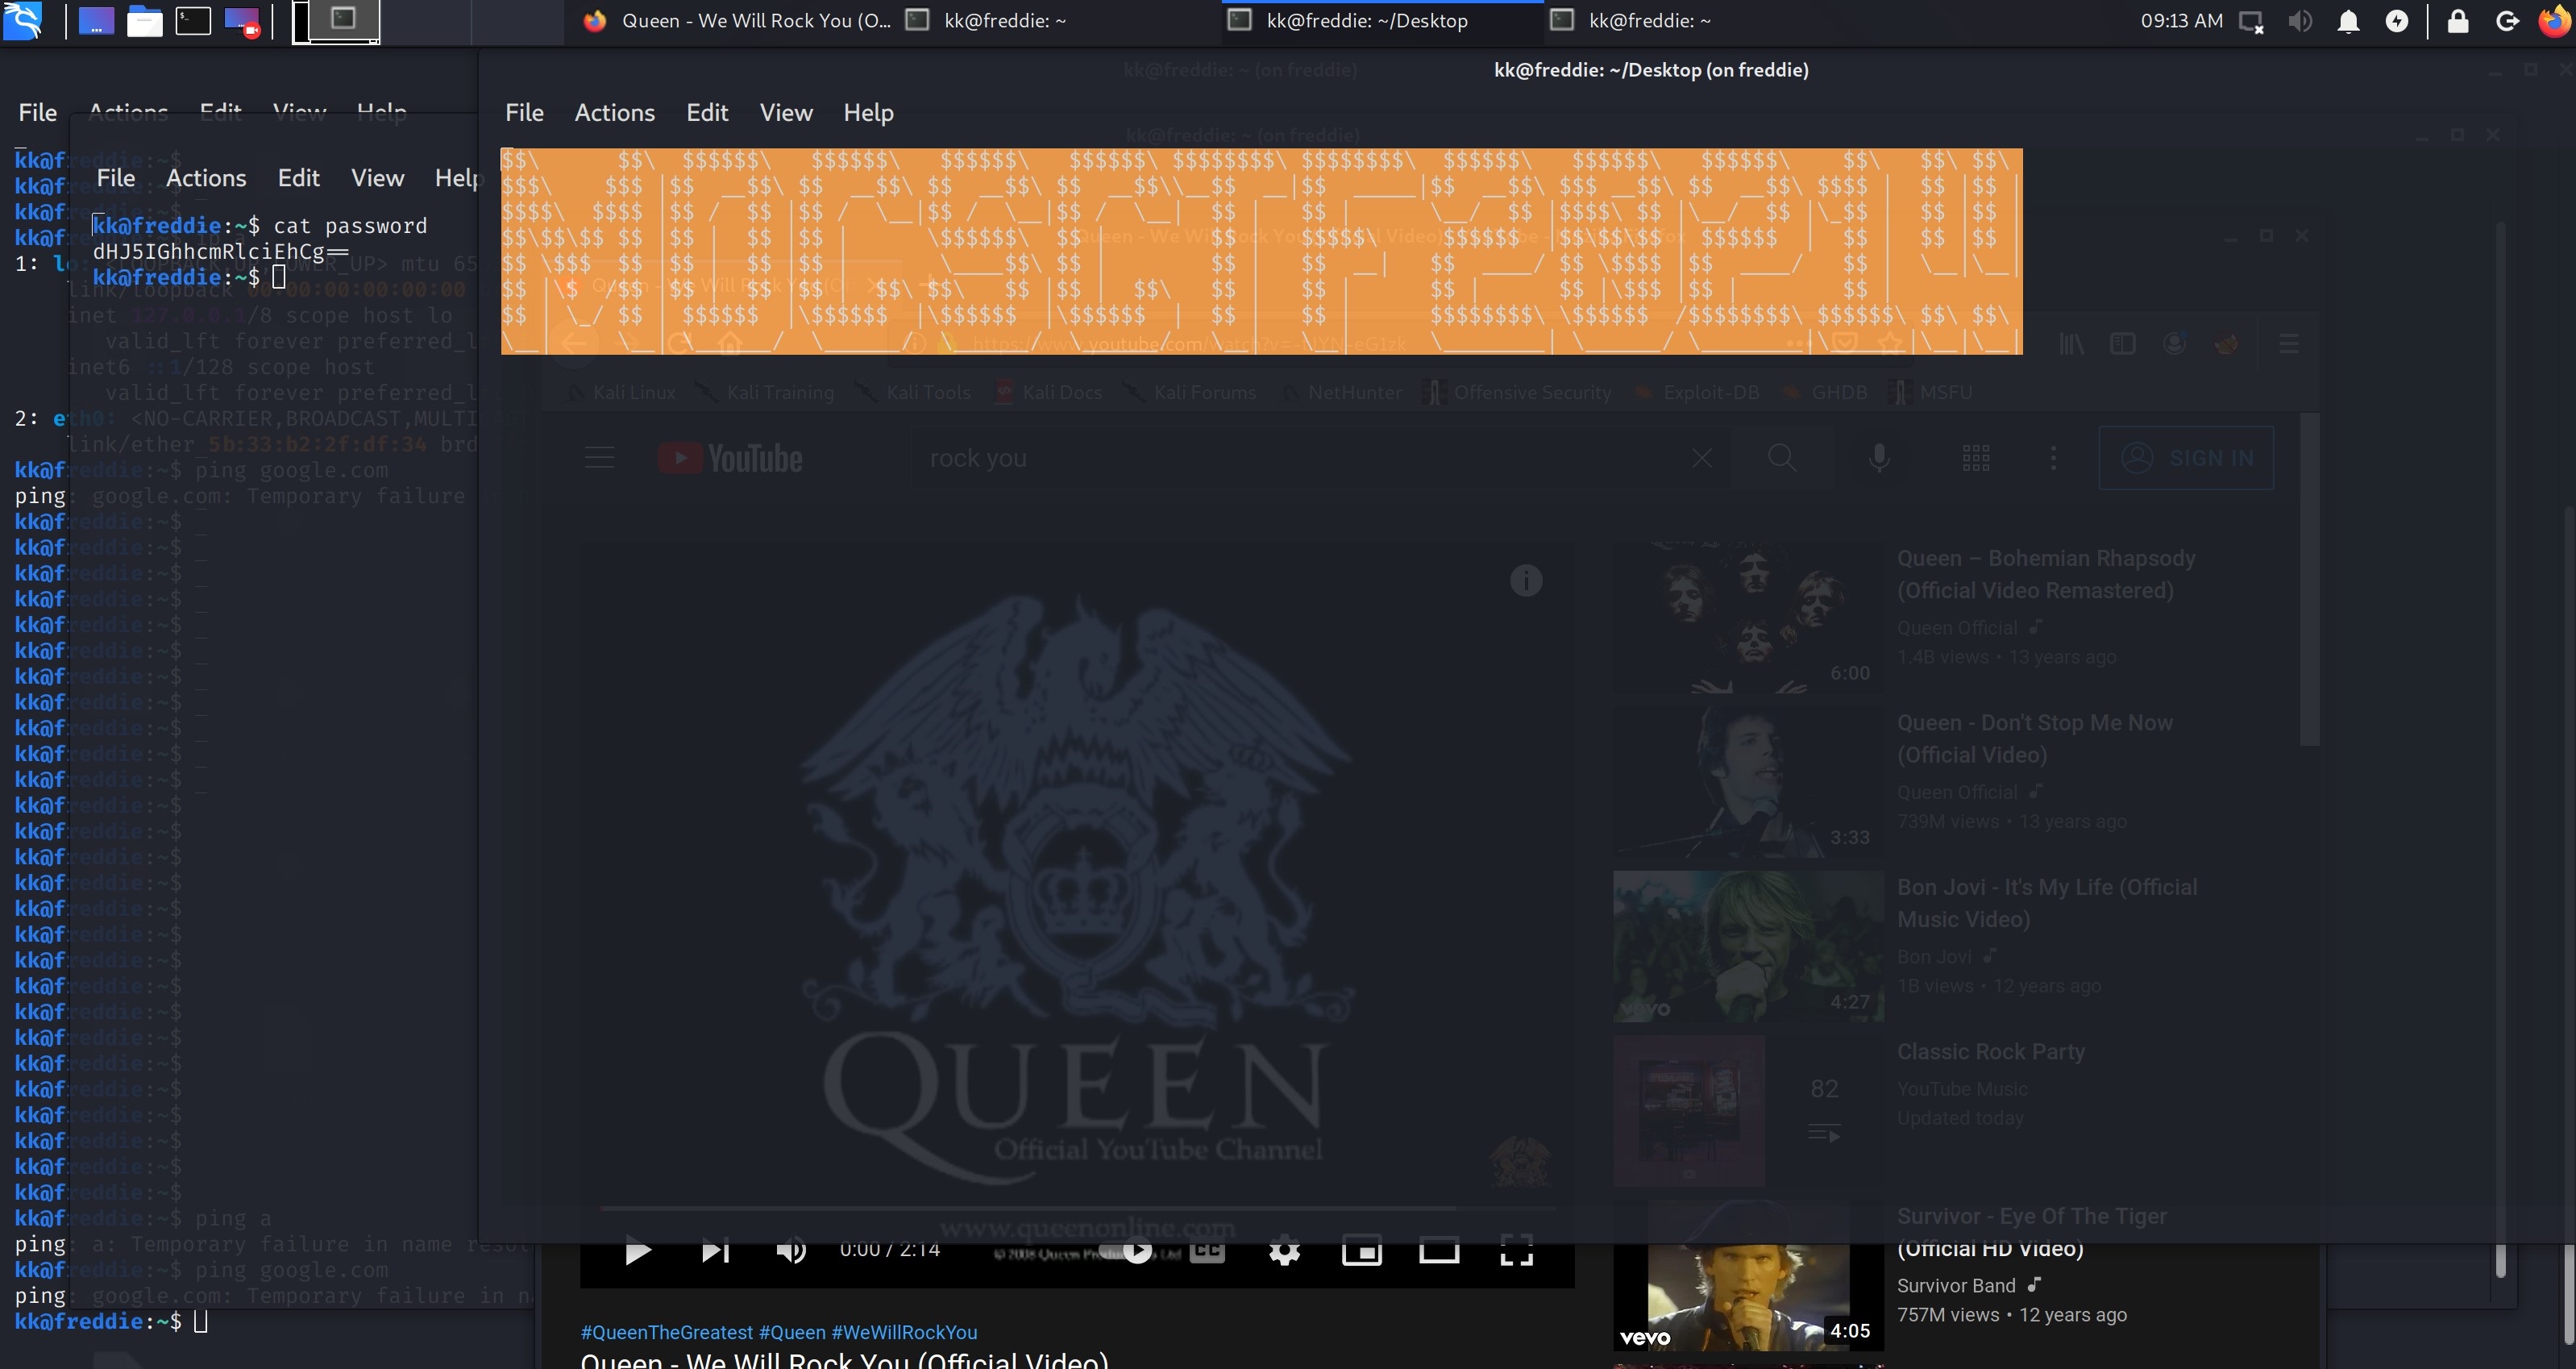 Queen - We Will Rock You (O...
kk@freddie: ~
kk@freddie: ~/Desktop
kk@freddie: ~
09:13 AM
kk@freddie: ~ (on freddie)
kk@freddie: ~/Desktop (on freddie)
File Actions Edit View Help
File Actions Edit View Help
kk@freddie: ~ (on freddie)
File Actions Edit View Help
kk@freddie:~$ cat password
dHJ5IGhhcmRlciEhCg==
kk@freddie:~$
1: lo: <LOOPBACK,UP,LOWER_UP> mtu 65
link/loopback 00:00:00:00:00:00
inet 127.0.0.1/8 scope host lo
valid_lft forever preferred_l
inet6 ::1/128 scope host
valid_lft forever preferred_l
2: eth0: <NO-CARRIER,BROADCAST,MULTI
link/ether 5b:33:b2:2f:df:34 brd
kk@freddie:~$ ping google.com
ping: google.com: Temporary failure
kk@freddie:~$ ping a
ping: a: Temporary failure in name resol
kk@freddie:~$ ping google.com
ping: google.com: Temporary failure in n
kk@freddie:~$
Kali Linux Kali Training Kali Tools Kali Docs Kali Forums NetHunter Offensive Security Exploit-DB GHDB MSFU
YouTube
rock you
SIGN IN
QUEEN
Official YouTube Channel
www.queenonline.com
0:00 / 2:14
CC
#QueenTheGreatest #Queen #WeWillRockYou
Queen - We Will Rock You (Official Video)
Queen – Bohemian Rhapsody
(Official Video Remastered)
Queen Official
1.4B views • 13 years ago
6:00
Queen - Don't Stop Me Now
(Official Video)
Queen Official
739M views • 13 years ago
3:33
Bon Jovi - It's My Life (Official
Music Video)
Bon Jovi
1B views • 12 years ago
vevo
4:27
Classic Rock Party
YouTube Music
Updated today
82
Survivor - Eye Of The Tiger
(Official HD Video)
Survivor Band
757M views • 12 years ago
vevo
4:05